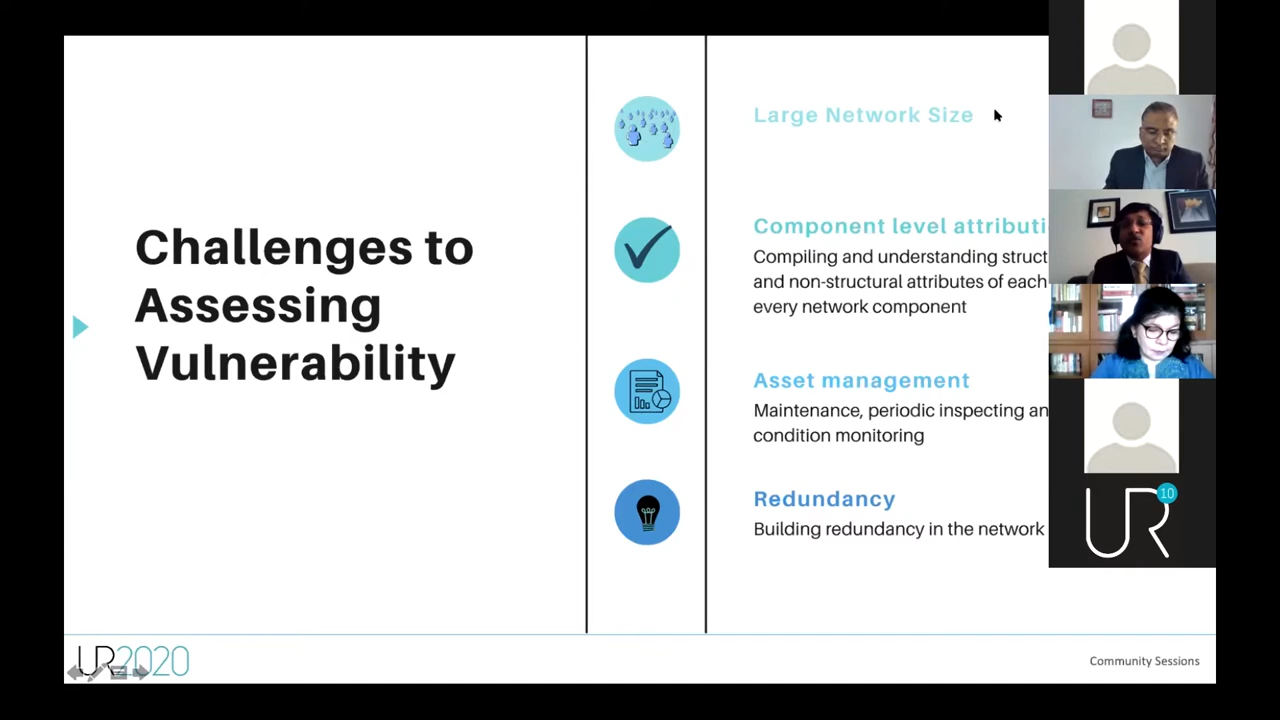 Challenges to
Assessing
Vulnerability
Large Network Size
Component level attributi
Compiling and understanding struct
and non-structural attributes of each
every network component
Asset management
Maintenance, periodic inspecting an
condition monitoring
Redundancy
Building redundancy in the network
UR 10
UR2020
Community Sessions